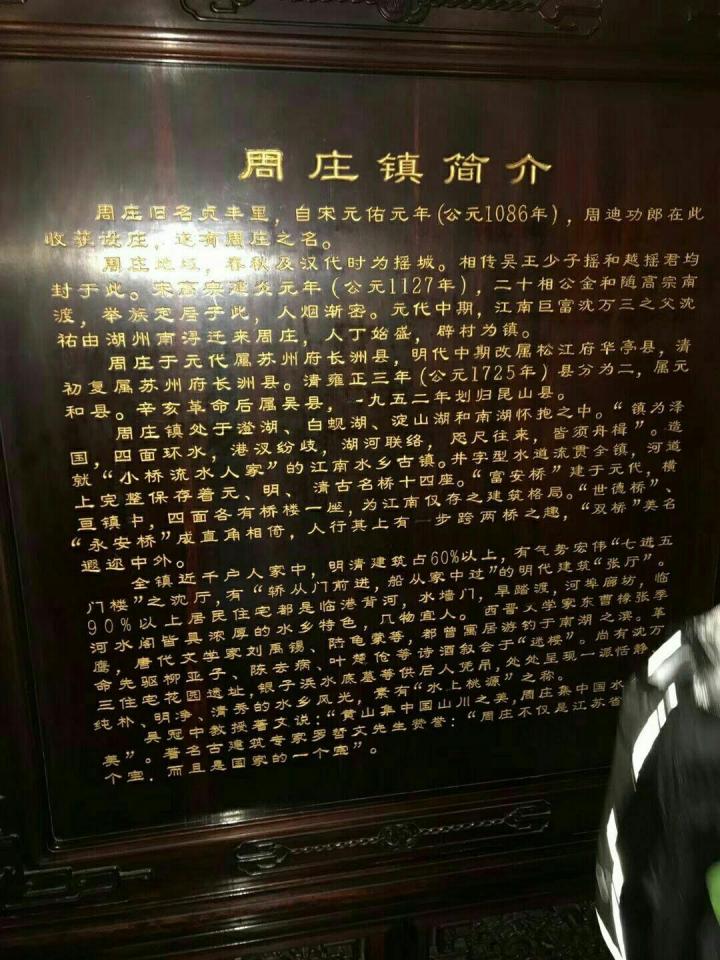 周庄镇简介
周庄旧名贞丰里，自宋元佑元年(公元1086年)，周迪功郎在此
收获设庄，遂有周庄之名。
周庄地域，春秋及汉代时为摇城。相传吴王少子摇和越摇君均
封于此。宋高宗建炎元年(公元1127年)，二十相公金和随高宗南
渡，举族定居于此，人烟渐密。元代中期，江南巨富沈万三之父沈
祐由湖州南浔迁来周庄，人丁始盛，辟村为镇。
周庄于元代属苏州府长洲县，明代中期改属松江府华亭县，清
初复属苏州府长洲县。清雍正三年(公元1725年)县分为二，属元
和县。辛亥革命后属吴县，一九五二年划归昆山县。
周庄镇处于澄湖、白蚬湖、淀山湖和南湖怀抱之中。“镇为泽
国，四面环水，港汊纷歧，湖河联络，咫尺往来，皆须舟楫”。造
就“小桥流水人家”的江南水乡古镇。井字型水道流贯全镇，河道
上完整保存着元、明、清古名桥十四座。“富安桥”建于元代，横
亘镇中，四面各有桥楼一座，为江南仅存之建筑格局。“世德桥”、
“永安桥”成直角相倚，人行其上有一步跨两桥之趣，“双桥”美名
遐迩中外。
全镇近千户人家中，明清建筑占60%以上，有气势宏伟“七进五
门楼”之沈厅，有“轿从门前进，船从家中过”的明代建筑“张厅”。
90%以上居民住宅都是临港背河，水墙门，旱踏渡，河埠廊坊，临
河水阁皆具浓厚的水乡特色，几物宜人。西晋文学家东曹椽张季
鹰，唐代文学家刘禹锡、陆龟蒙等，都曾寓居游钓于南湖之滨。革
命先驱柳亚子、陈去病、叶楚伧等诗酒叙会于“迷楼”。尚有沈万
三住宅花园遗址，银子浜水底墓等供后人凭吊，处处呈现一派恬静、
纯朴、明净、清秀的水乡风光，素有“水上桃源”之称。
吴冠中教授著文说：“黄山集中国山川之美，周庄集中国水
美”。著名古建筑专家罗哲文先生赞誉：“周庄不仅是江苏省
个宝，而且是国家的一个宝”。